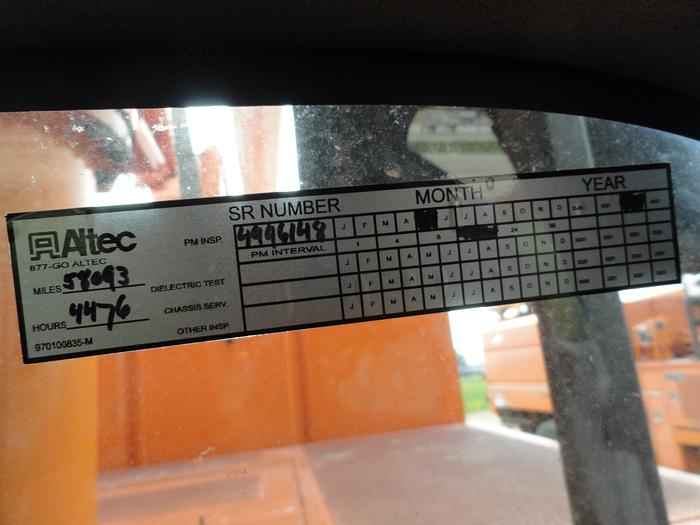 SR NUMBER MONTH YEAR
Altec
877-GO ALTEC
PM INSP. 4996148 J F M A J J A S O N D
PM INTERVAL 1 4 6 24 36
MILES 58093 DIELECTRIC TEST J F M A M J J A S O N D
CHASSIS SERV. J F M A M J J A S O N D
HOURS 4476
OTHER INSP. J F M A M J J A S O N D
970100835-M